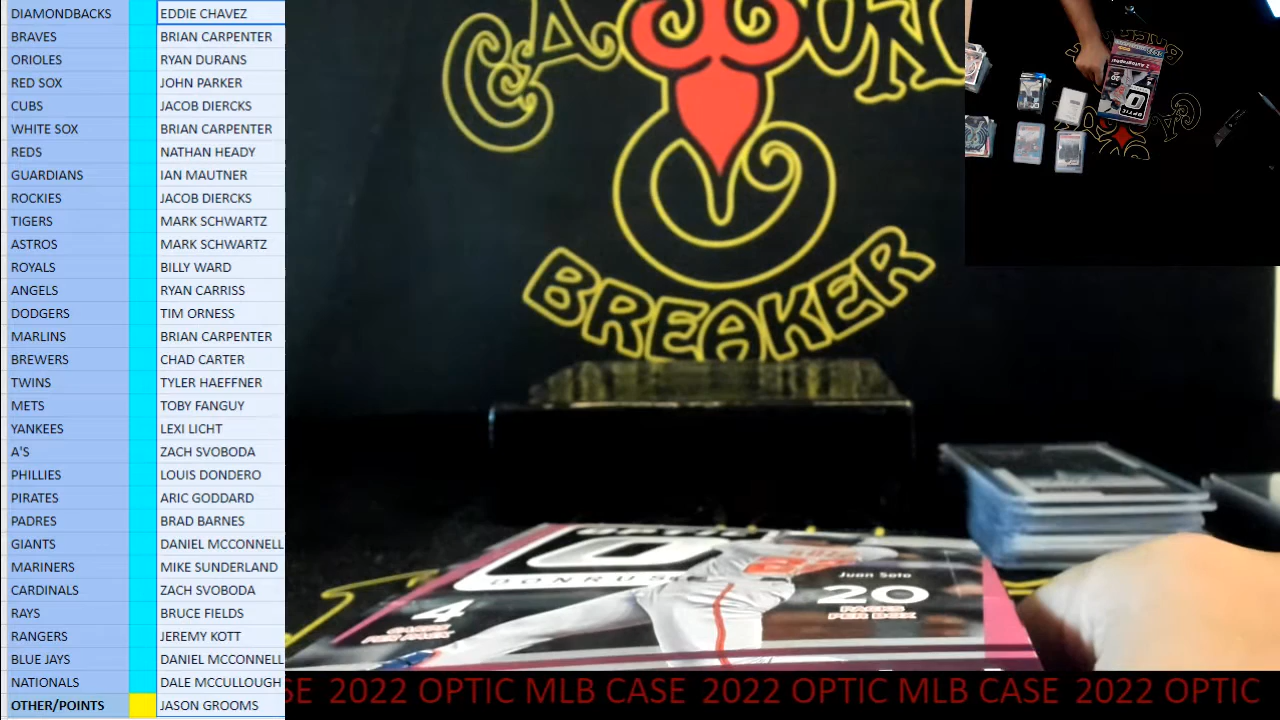 DIAMONDBACKS EDDIE CHAVEZ
BRAVES BRIAN CARPENTER
ORIOLES RYAN DURANS
RED SOX JOHN PARKER
CUBS JACOB DIERCKS
WHITE SOX BRIAN CARPENTER
REDS NATHAN HEADY
GUARDIANS IAN MAUTNER
ROCKIES JACOB DIERCKS
TIGERS MARK SCHWARTZ
ASTROS MARK SCHWARTZ
ROYALS BILLY WARD
ANGELS RYAN CARRISS
DODGERS TIM ORNESS
MARLINS BRIAN CARPENTER
BREWERS CHAD CARTER
TWINS TYLER HAEFFNER
METS TOBY FANGUY
YANKEES LEXI LICHT
A'S ZACH SVOBODA
PHILLIES LOUIS DONDERO
PIRATES ARIC GODDARD
PADRES BRAD BARNES
GIANTS DANIEL MCCONNELL
MARINERS MIKE SUNDERLAND
CARDINALS ZACH SVOBODA
RAYS BRUCE FIELDS
RANGERS JEREMY KOTT
BLUE JAYS DANIEL MCCONNELL
NATIONALS DALE MCCULLOUGH
OTHER/POINTS JASON GROOMS
BREAKER
OPTIC
DONRUSS
Juan Soto
4
20
PACKS
PER BOX
SE 2022 OPTIC MLB CASE 2022 OPTIC MLB CASE 2022 OPTIC